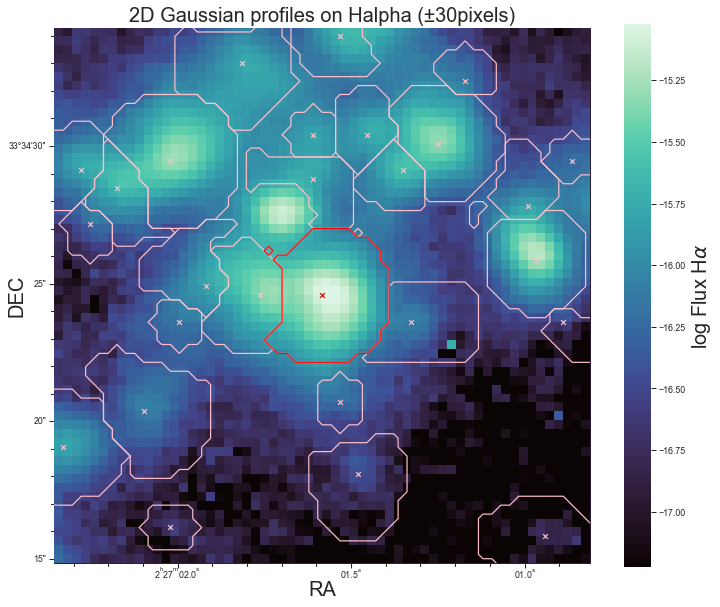 2D Gaussian profiles on Halpha (±30pixels)
33°34'30"
25"
20"
15"
DEC
2ʰ27ᵐ02.0ˢ
01.5ˢ
01.0ˢ
RA
−15.25
−15.50
−15.75
−16.00
−16.25
−16.50
−16.75
−17.00
log Flux Hα